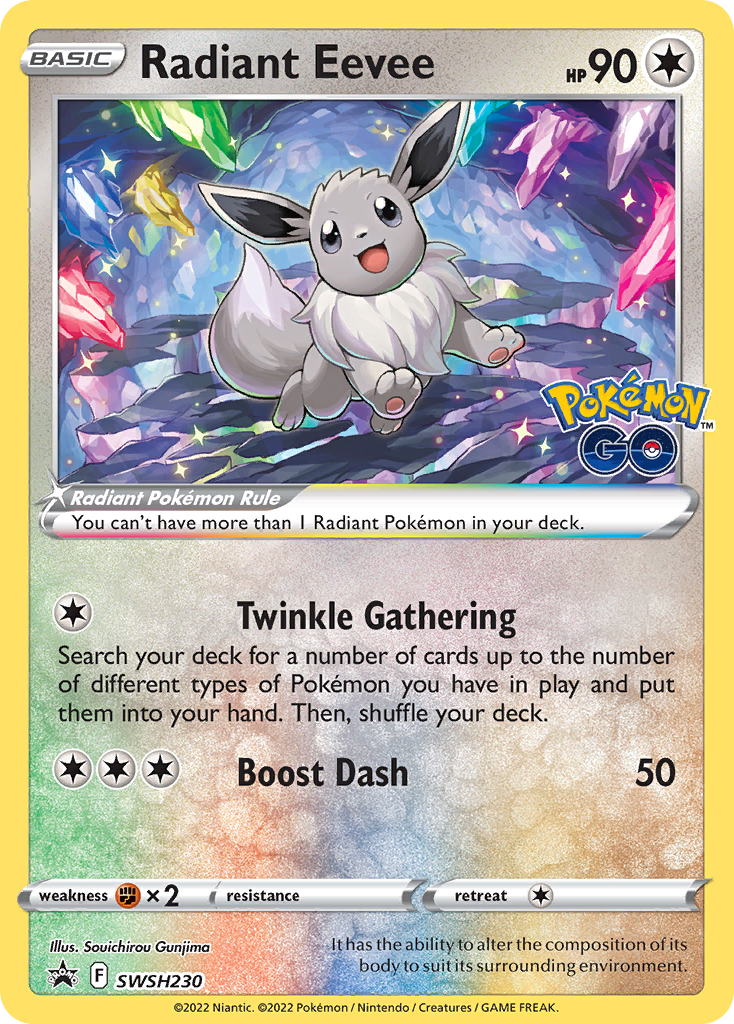 BASIC
Radiant Eevee
HP 90
POKÉMON
GO
TM
Radiant Pokémon Rule
You can't have more than 1 Radiant Pokémon in your deck.
Twinkle Gathering
Search your deck for a number of cards up to the number
of different types of Pokémon you have in play and put
them into your hand. Then, shuffle your deck.
Boost Dash 50
weakness ×2 resistance retreat
Illus. Souichirou Gunjima
It has the ability to alter the composition of its
body to suit its surrounding environment.
F SWSH230
©2022 Niantic. ©2022 Pokémon / Nintendo / Creatures / GAME FREAK.